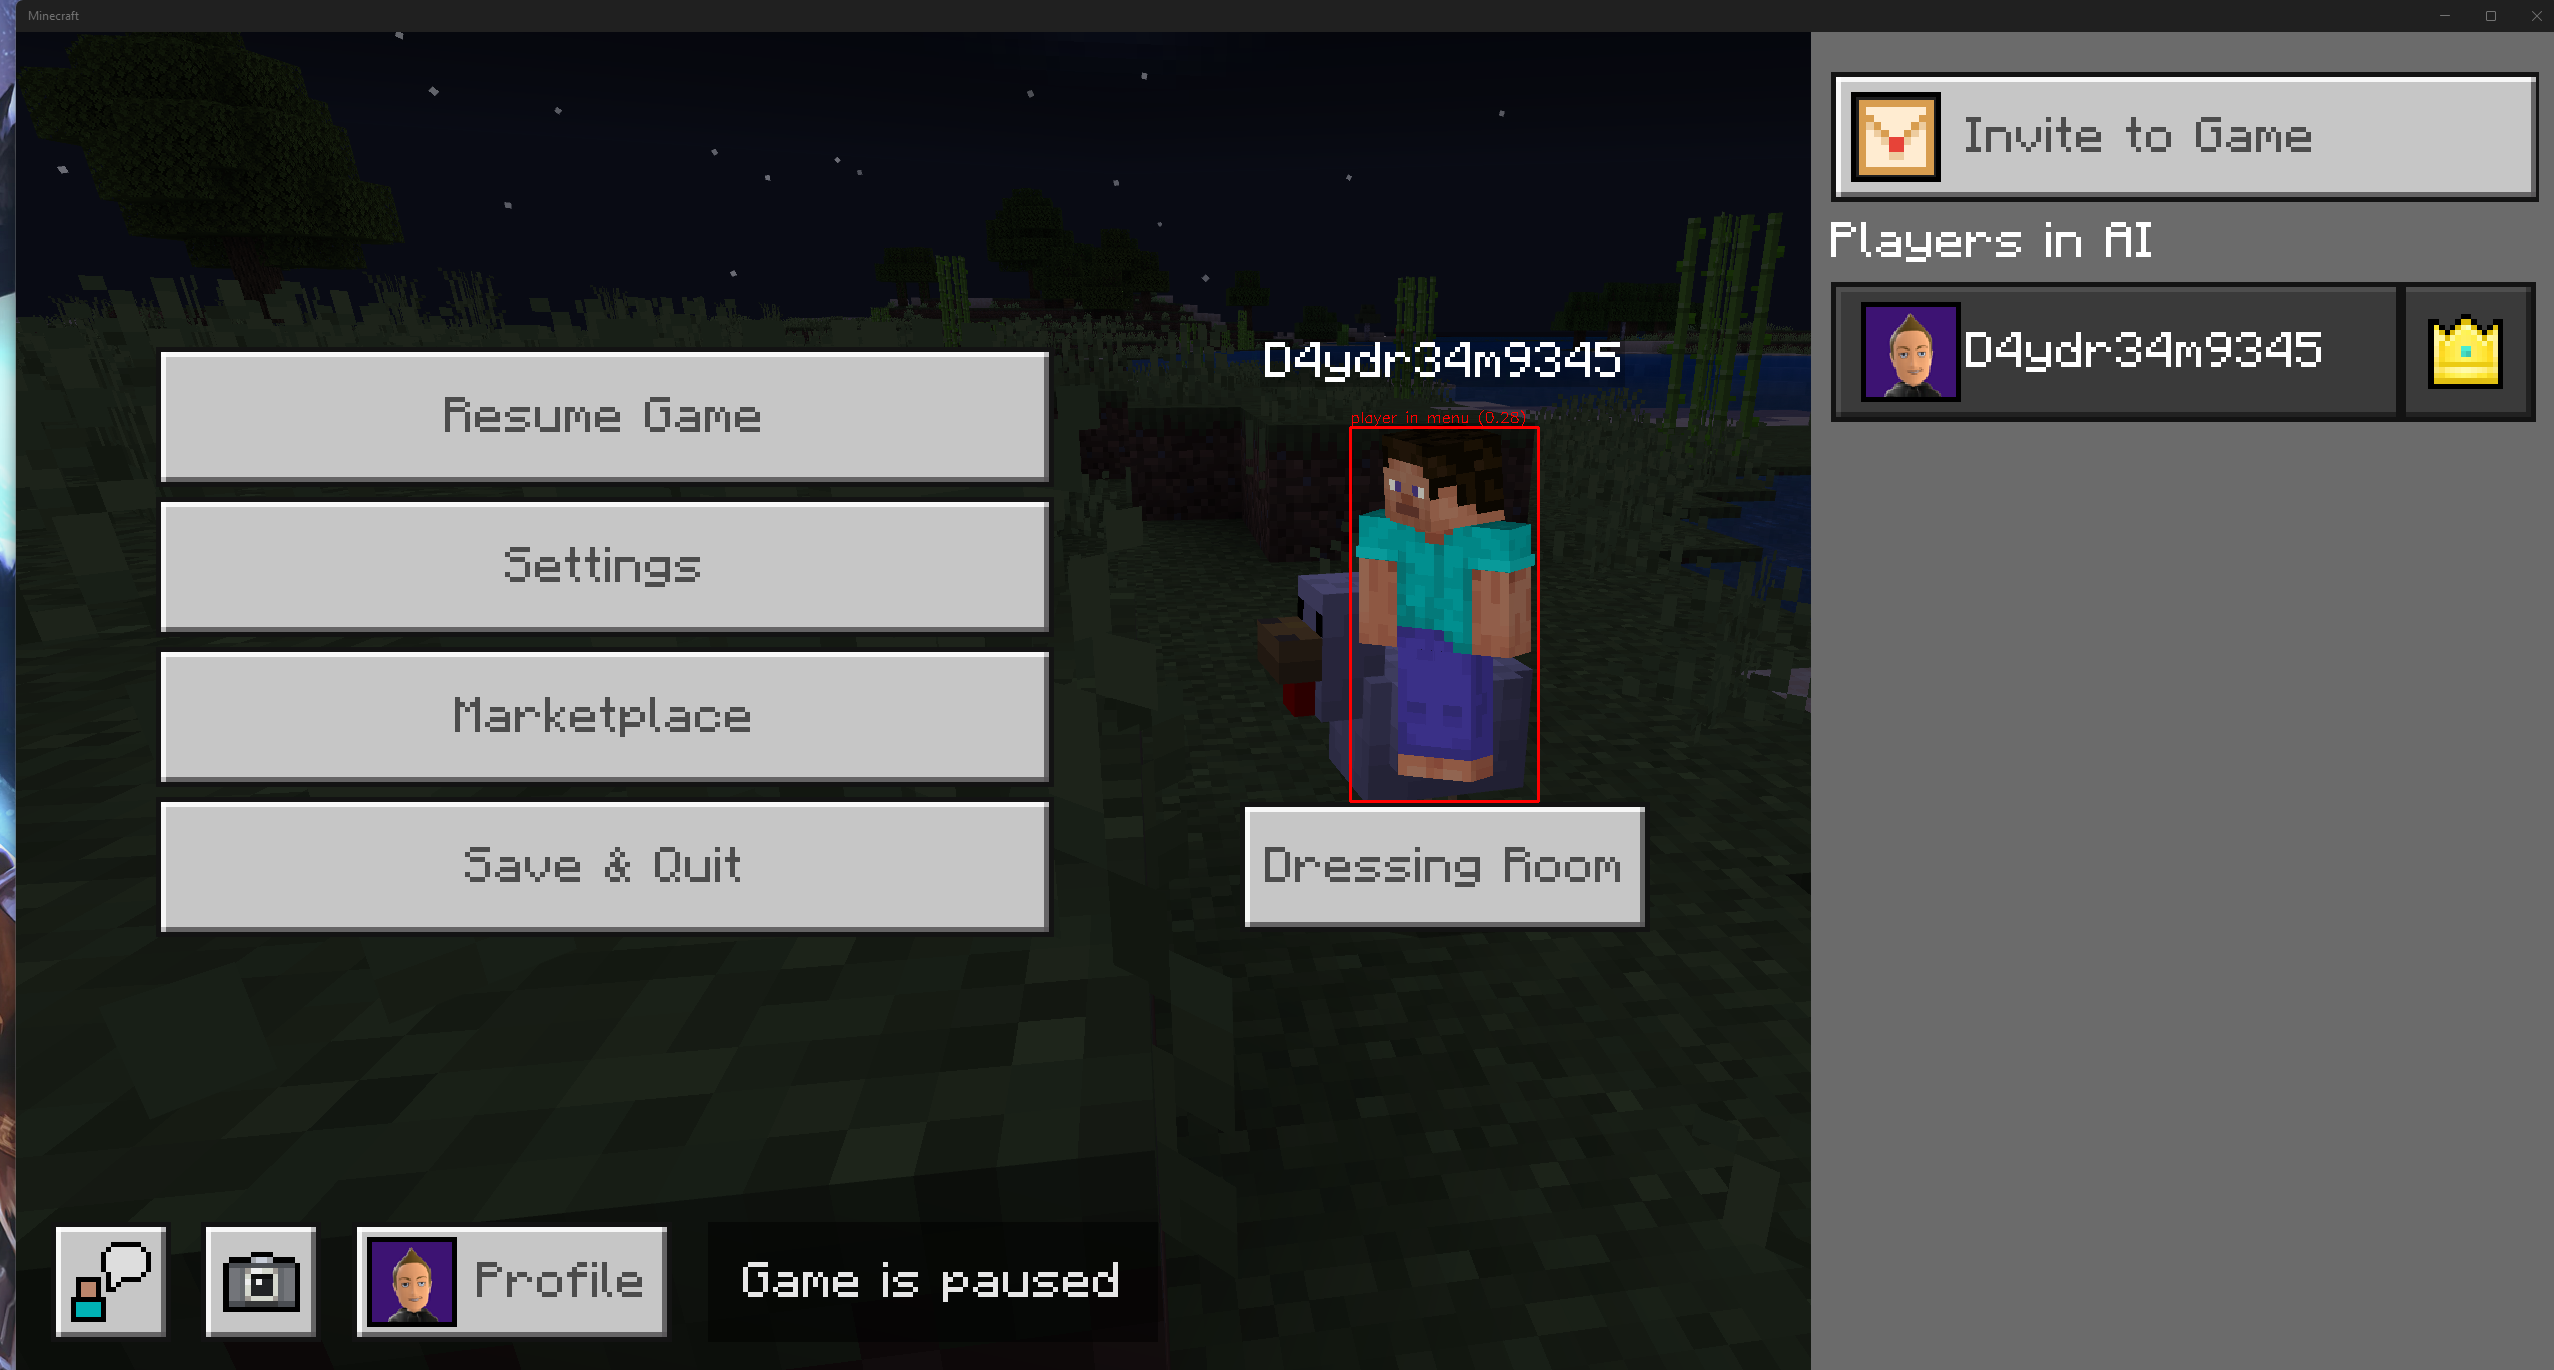 Minecraft
Invite to Game
Players in AI
D4ydr34m9345
D4ydr34m9345
player in menu (0.28)
Resume Game
Settings
Marketplace
Save & Quit
Dressing Room
Profile
Game is paused